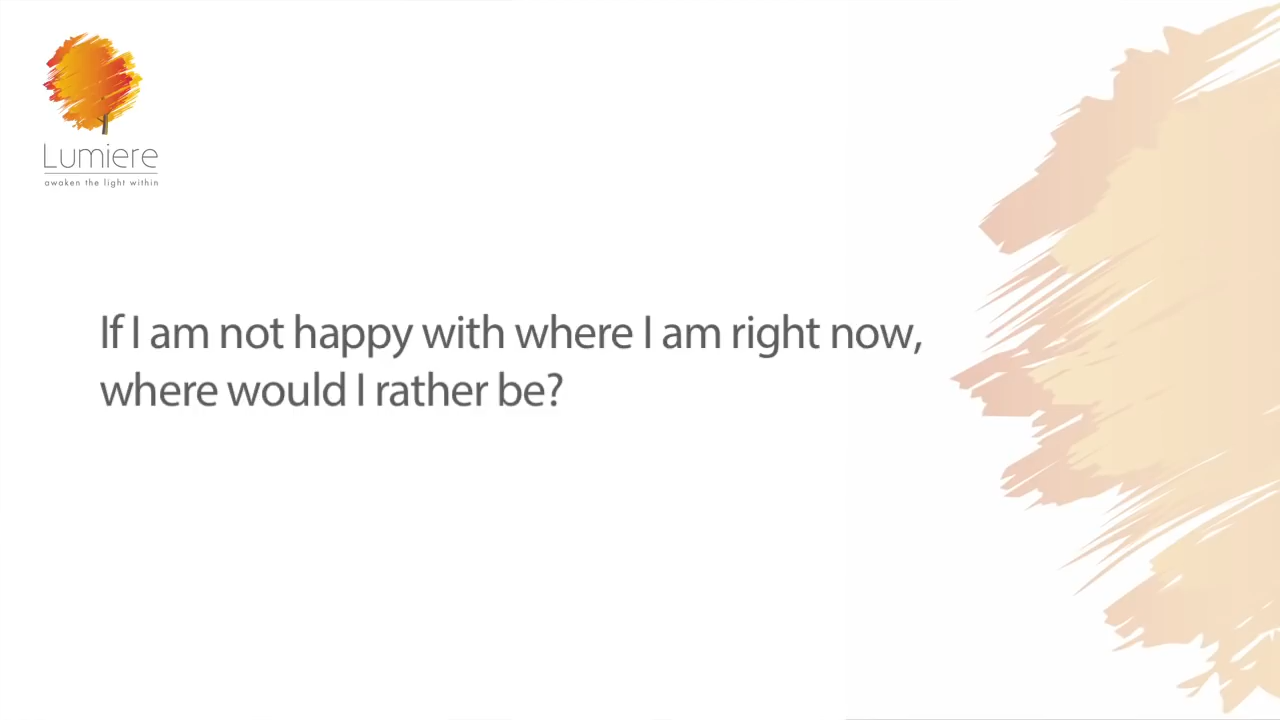 Lumiere
awaken the light within
If I am not happy with where I am right now,
where would I rather be?